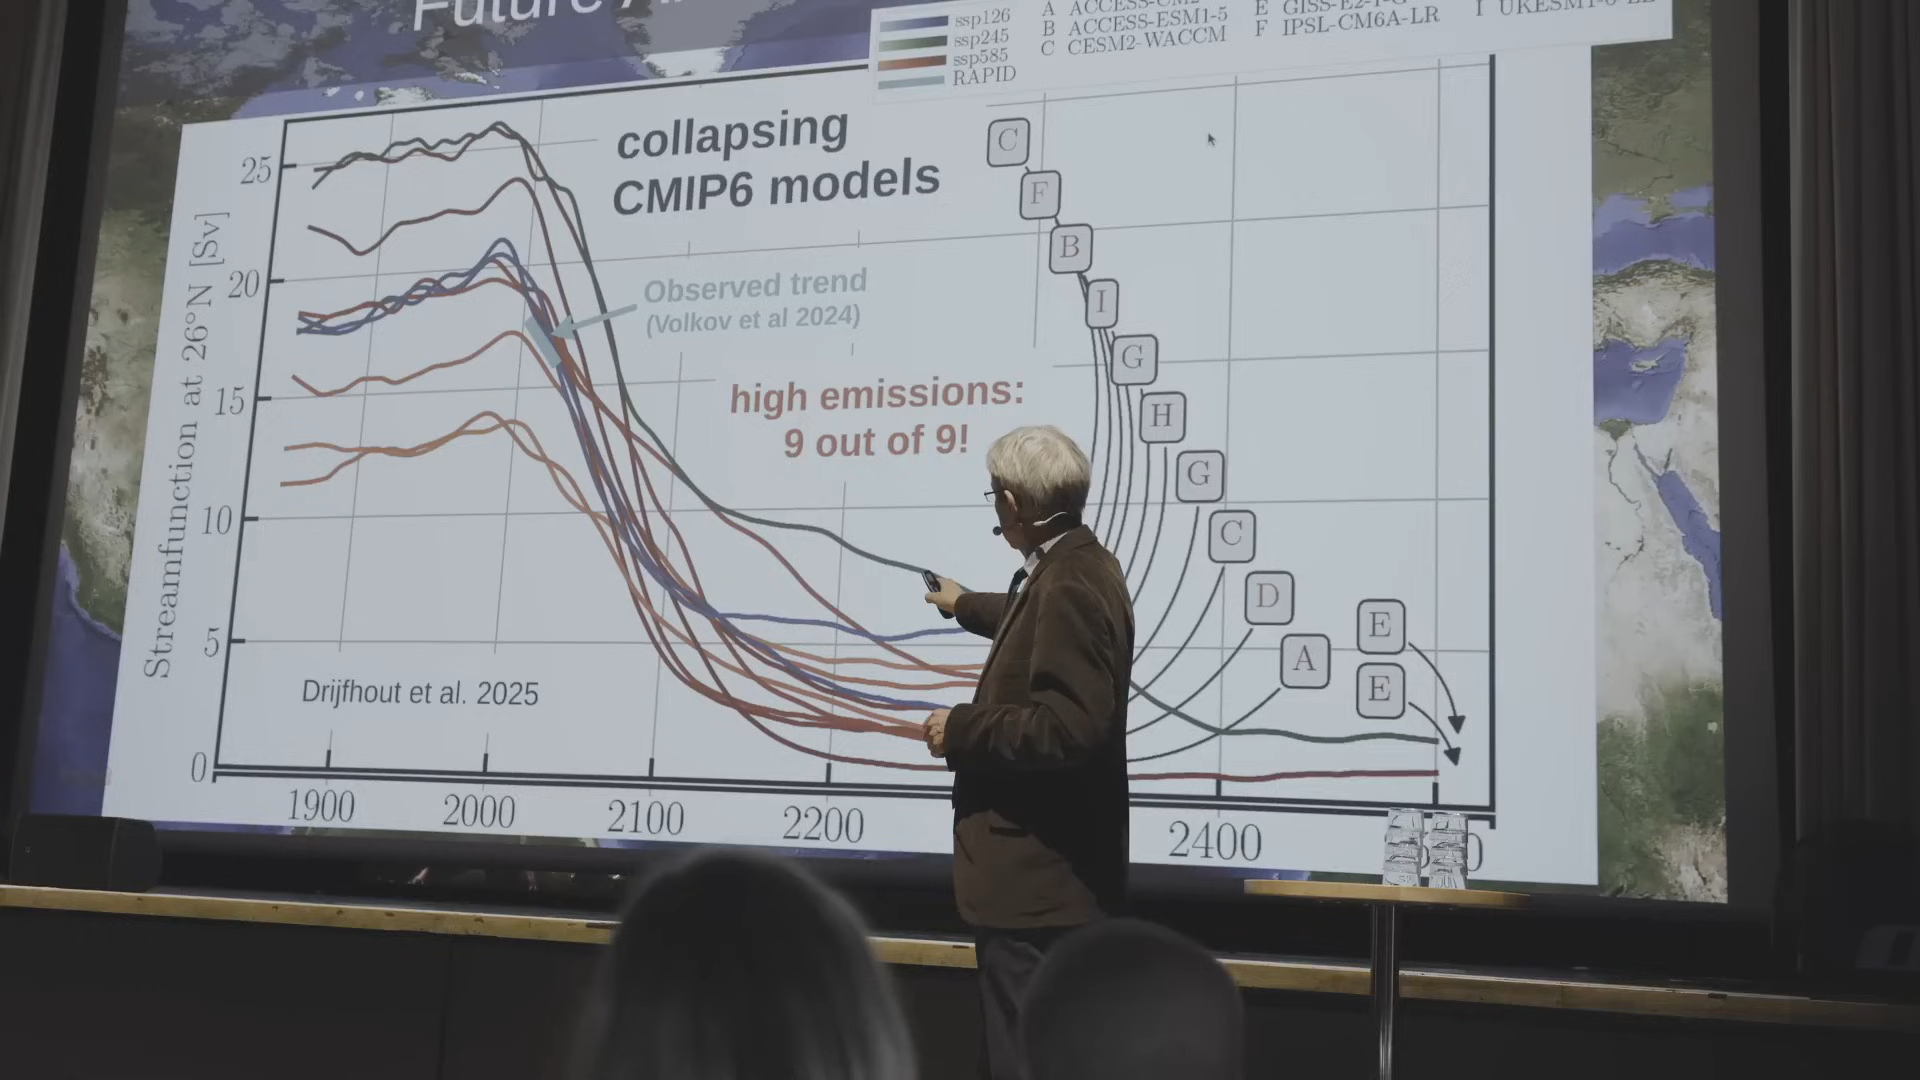 Future
ssp126
ssp245
ssp585
RAPID
A ACCESS-CM2
B ACCESS-ESM1-5
C CESM2-WACCM
E
F IPSL-CM6A-LR
I
collapsing
CMIP6 models
Observed trend
(Volkov et al 2024)
high emissions:
9 out of 9!
Drijfhout et al. 2025
Streamfunction at 26°N [Sv]
25
20
15
10
5
0
1900
2000
2100
2200
2400
C
F
B
I
G
H
G
C
D
A
E
E